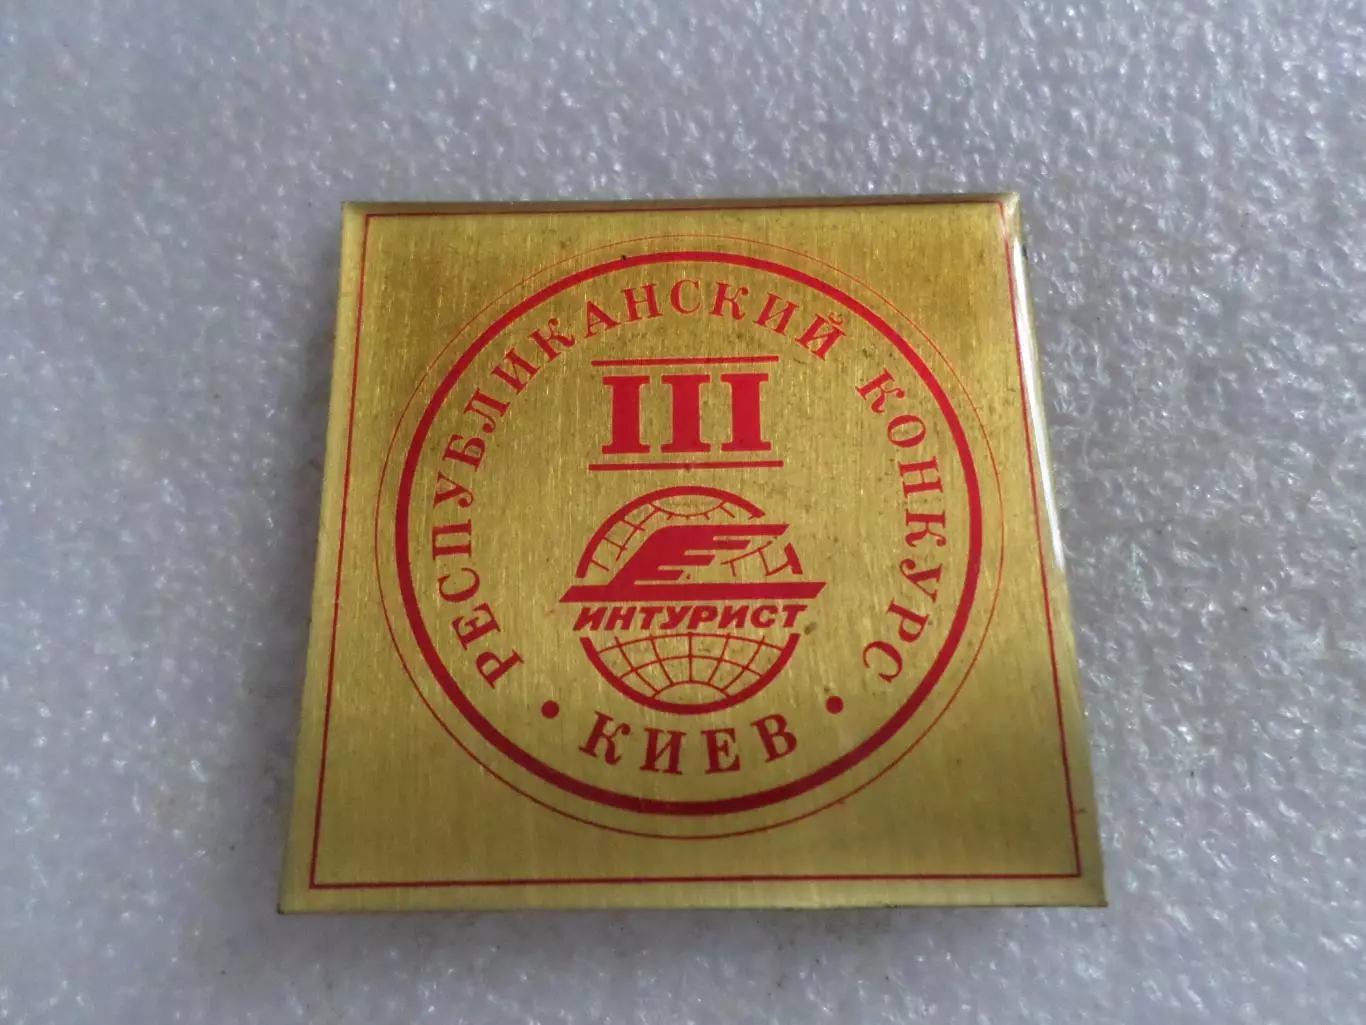 РЕСПУБЛИКАНСКИЙ КОНКУРС
III
ИНТУРИСТ
• КИЕВ •